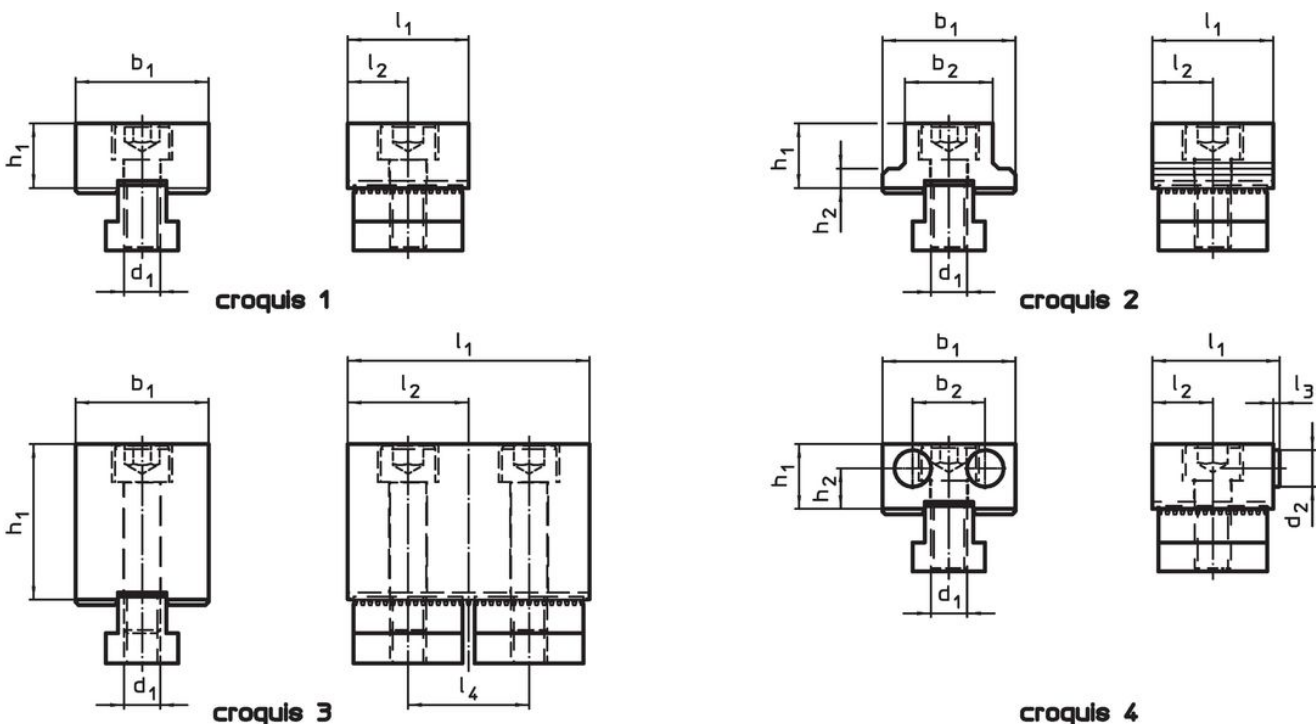 l1
b1
l2
h1
d1
croquis 1
b1
l1
b2
l2
h1
h2
d1
croquis 2
l1
b1
l2
h1
d1
l4
croquis 3
b1
l1
b2
l2
l3
h1
h2
d2
d1
croquis 4